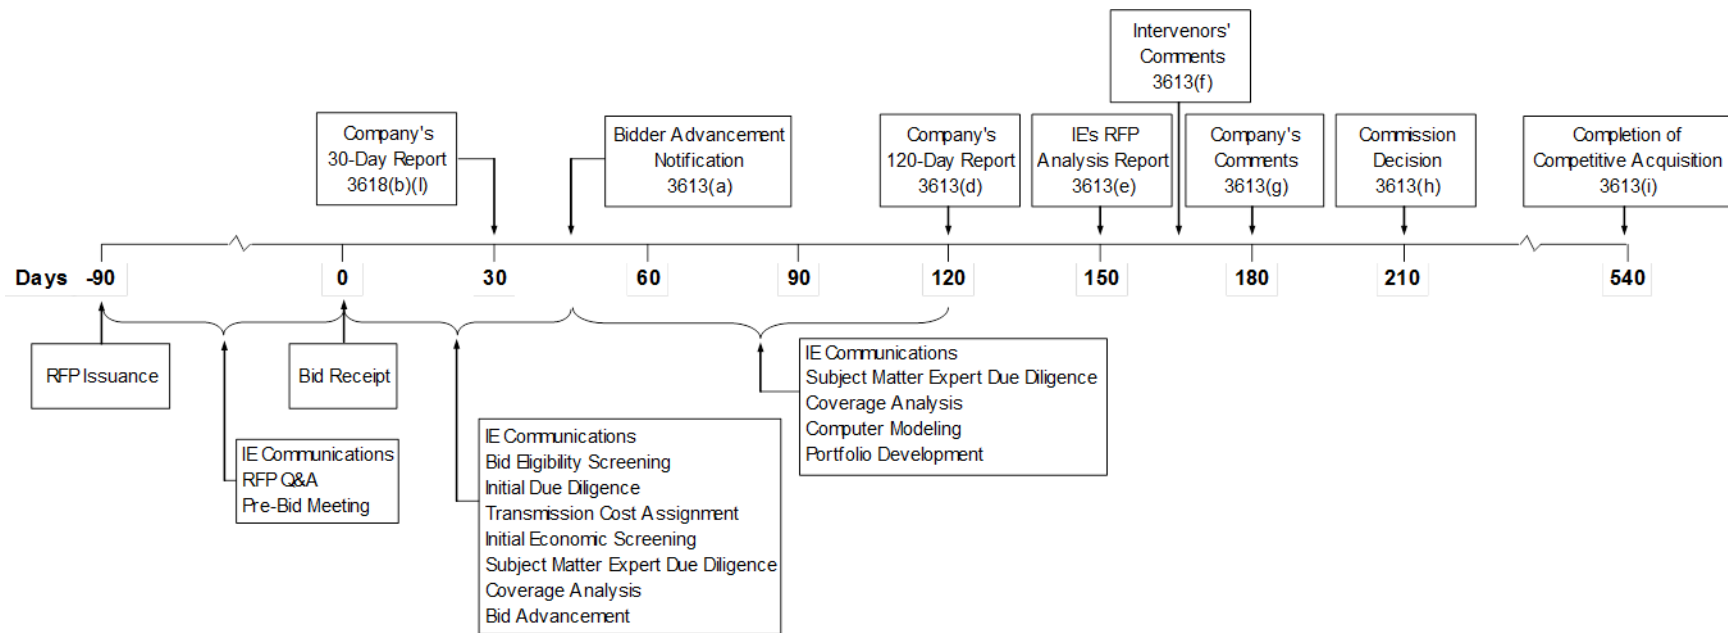 Intervenors'
Comments
3613(f)
Company's
30-Day Report
3618(b)(I)
Bidder Advancement
Notification
3613(a)
Company's
120-Day Report
3613(d)
IE's RFP
Analysis Report
3613(e)
Company's
Comments
3613(g)
Commission
Decision
3613(h)
Completion of
Competitive Acquisition
3613(i)
Days -90 0 30 60 90 120 150 180 210 540
RFP Issuance
Bid Receipt
IE Communications
RFP Q&A
Pre-Bid Meeting
IE Communications
Bid Eligibility Screening
Initial Due Diligence
Transmission Cost Assignment
Initial Economic Screening
Subject Matter Expert Due Diligence
Coverage Analysis
Bid Advancement
IE Communications
Subject Matter Expert Due Diligence
Coverage Analysis
Computer Modeling
Portfolio Development